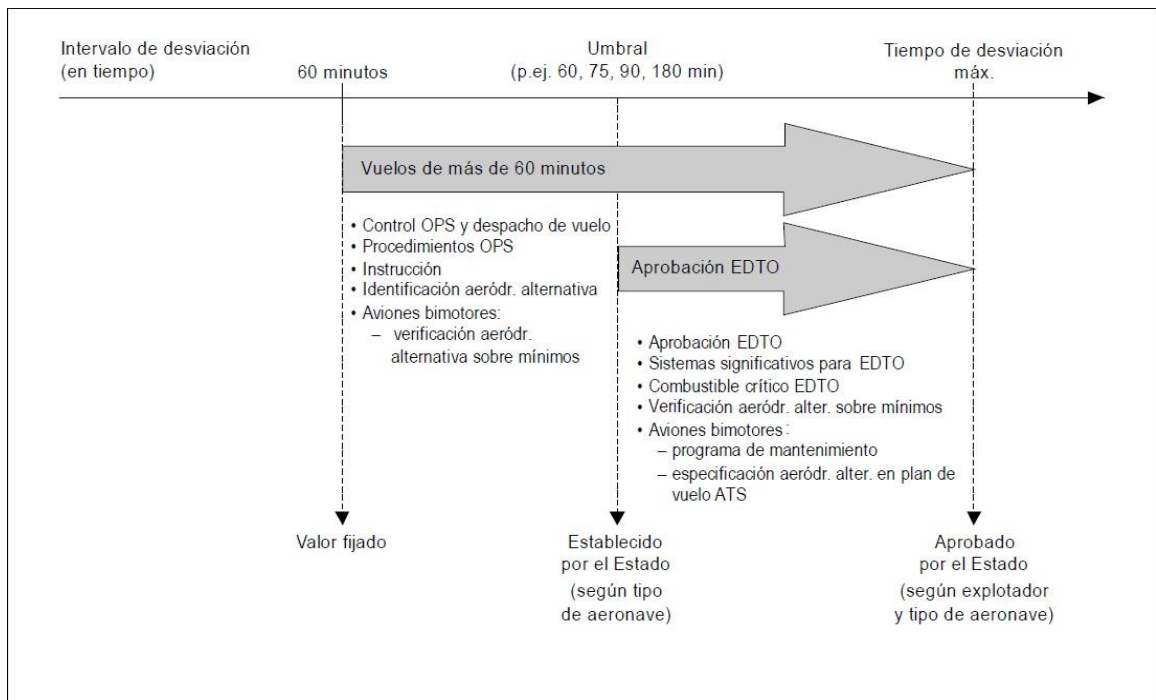 Intervalo de desviación
(en tiempo)
60 minutos
Umbral
(p.ej. 60, 75, 90, 180 min)
Tiempo de desviación
máx.
Vuelos de más de 60 minutos
• Control OPS y despacho de vuelo
• Procedimientos OPS
• Instrucción
• Identificación aeródr. alternativa
• Aviones bimotores:
– verificación aeródr.
alternativa sobre mínimos
Aprobación EDTO
• Aprobación EDTO
• Sistemas significativos para EDTO
• Combustible crítico EDTO
• Verificación aeródr. alter. sobre mínimos
• Aviones bimotores:
– programa de mantenimiento
– especificación aeródr. alter. en plan de
vuelo ATS
Valor fijado
Establecido
por el Estado
(según tipo
de aeronave)
Aprobado
por el Estado
(según explotador
y tipo de aeronave)